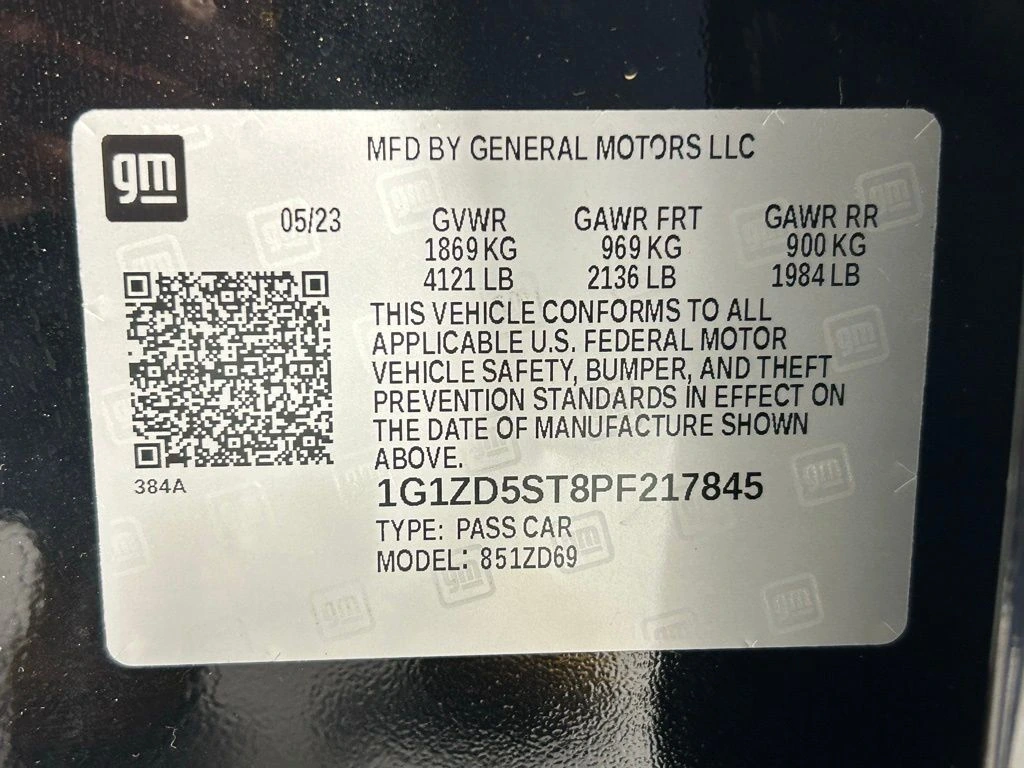 gm
MFD BY GENERAL MOTORS LLC
05/23 GVWR GAWR FRT GAWR RR
1869 KG 969 KG 900 KG
4121 LB 2136 LB 1984 LB
THIS VEHICLE CONFORMS TO ALL
APPLICABLE U.S. FEDERAL MOTOR
VEHICLE SAFETY, BUMPER, AND THEFT
PREVENTION STANDARDS IN EFFECT ON
THE DATE OF MANUFACTURE SHOWN
ABOVE.
384A
1G1ZD5ST8PF217845
TYPE: PASS CAR
MODEL: 851ZD69